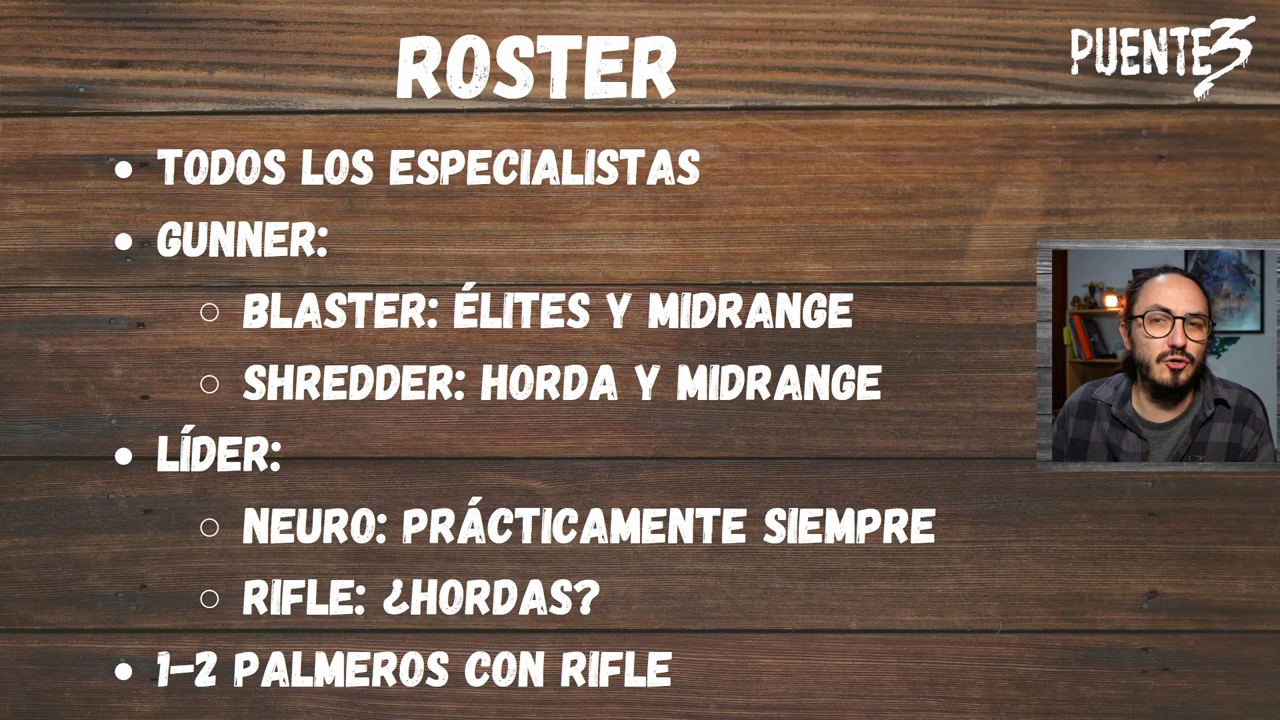 ROSTER
PUENTE3
• TODOS LOS ESPECIALISTAS
• GUNNER:
○ BLASTER: ÉLITES Y MIDRANGE
○ SHREDDER: HORDA Y MIDRANGE
• LÍDER:
○ NEURO: PRÁCTICAMENTE SIEMPRE
○ RIFLE: ¿HORDAS?
• 1-2 PALMEROS CON RIFLE